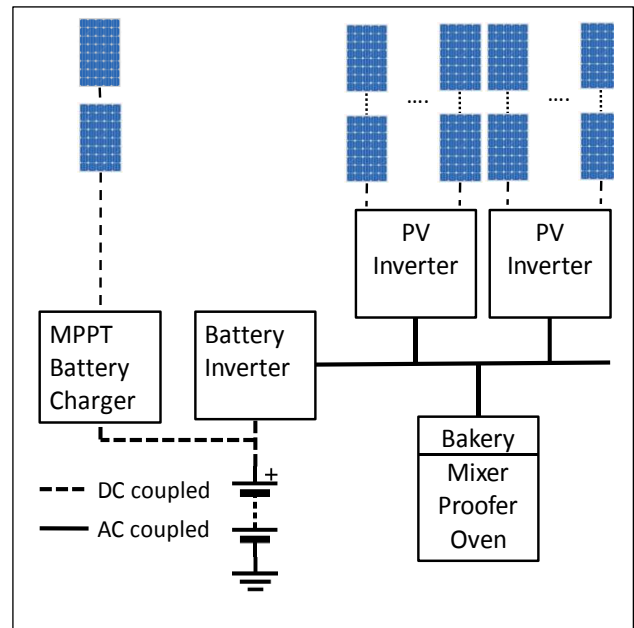 ....
....
PV
Inverter
PV
Inverter
MPPT
Battery
Charger
Battery
Inverter
Bakery
Mixer
Proofer
Oven
+
DC coupled
AC coupled